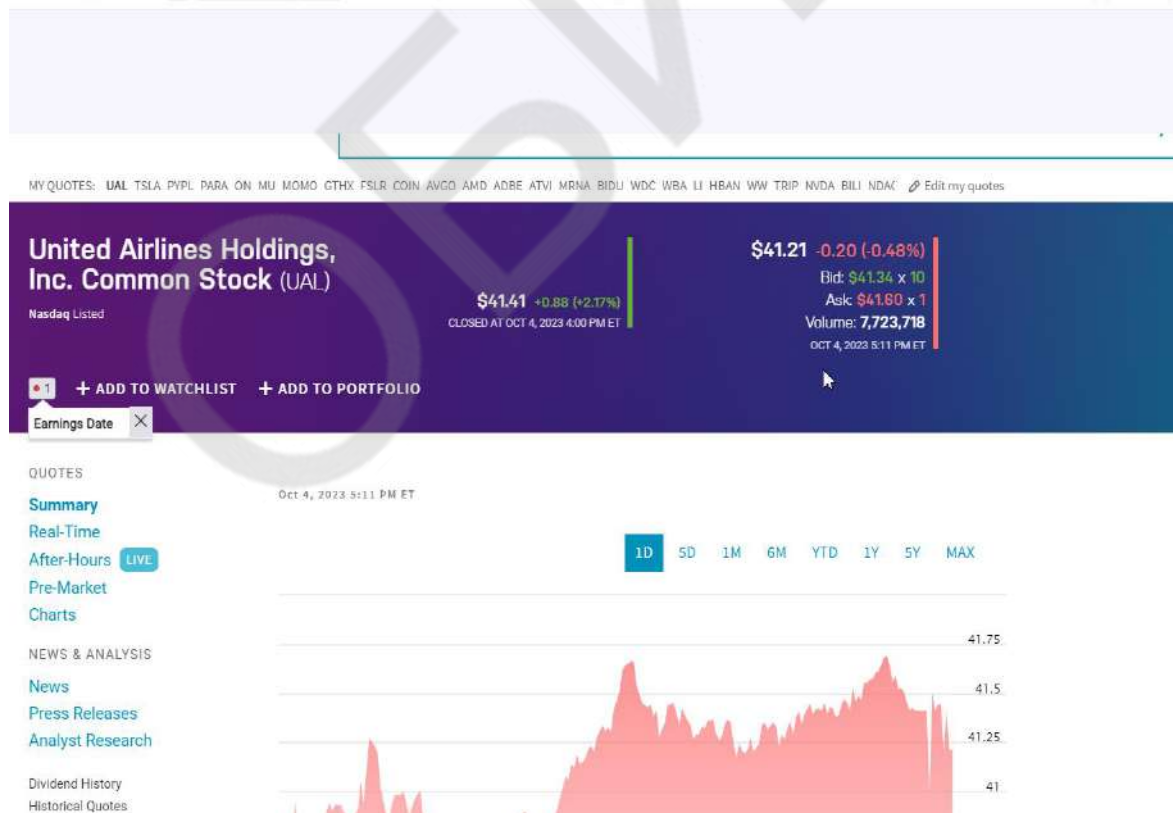 MY QUOTES: UAL TSLA PYPL PARA ON MU MOMO GTHX FSLR COIN AVGO AMD ADBE ATVI MRNA BIDU WDC WBA LI HBAN WW TRIP NVDA BILI NDAC Edit my quotes
United Airlines Holdings,
Inc. Common Stock (UAL)
Nasdaq Listed
$41.41 +0.88 (+2.17%)
CLOSED AT OCT 4, 2023 4:00 PM ET
$41.21 -0.20 (-0.48%)
Bid: $41.34 x 10
Ask: $41.60 x 1
Volume: 7,723,718
OCT 4, 2023 5:11 PM ET
1 + ADD TO WATCHLIST + ADD TO PORTFOLIO
Earnings Date
QUOTES
Summary
Real-Time
After-Hours LIVE
Pre-Market
Charts
NEWS & ANALYSIS
News
Press Releases
Analyst Research
Dividend History
Historical Quotes
Oct 4, 2023 5:11 PM ET
1D 5D 1M 6M YTD 1Y 5Y MAX
41.75
41.5
41.25
41